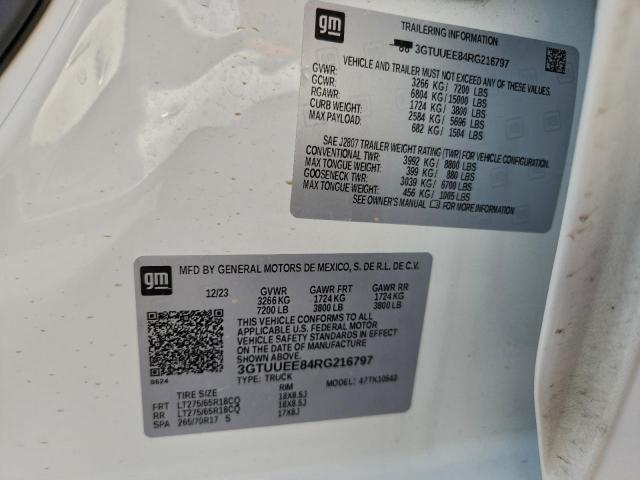 gm
TRAILERING INFORMATION
3GTUUEE84RG216797
VEHICLE AND TRAILER MUST NOT EXCEED ANY OF THESE VALUES.
GVWR: 3266 KG / 7200 LBS
GCWR: 6804 KG / 15000 LBS
RGAWR: 1724 KG / 3800 LBS
CURB WEIGHT: 2584 KG / 5696 LBS
MAX PAYLOAD: 682 KG / 1504 LBS
SAE J2807 TRAILER WEIGHT RATING (TWR) FOR VEHICLE CONFIGURATION.
CONVENTIONAL TWR: 3992 KG / 8800 LBS
MAX TONGUE WEIGHT: 399 KG / 880 LBS
GOOSENECK TWR: 3039 KG / 6700 LBS
MAX TONGUE WEIGHT: 456 KG / 1005 LBS
SEE OWNER'S MANUAL FOR MORE INFORMATION
gm
MFD BY GENERAL MOTORS DE MEXICO, S. DE R.L. DE C.V.
12/23 GVWR GAWR FRT GAWR RR
3266 KG 1724 KG 1724 KG
7200 LB 3800 LB 3800 LB
THIS VEHICLE CONFORMS TO ALL
APPLICABLE U.S. FEDERAL MOTOR
VEHICLE SAFETY STANDARDS IN EFFECT
ON THE DATE OF MANUFACTURE
SHOWN ABOVE.
3GTUUEE84RG216797
TYPE: TRUCK MODEL: 47TK10543
0624
TIRE SIZE RIM
FRT LT275/65R18CQ 18X8.5J
RR LT275/65R18CQ 18X8.5J
SPA 265/70R17 S 17X8J